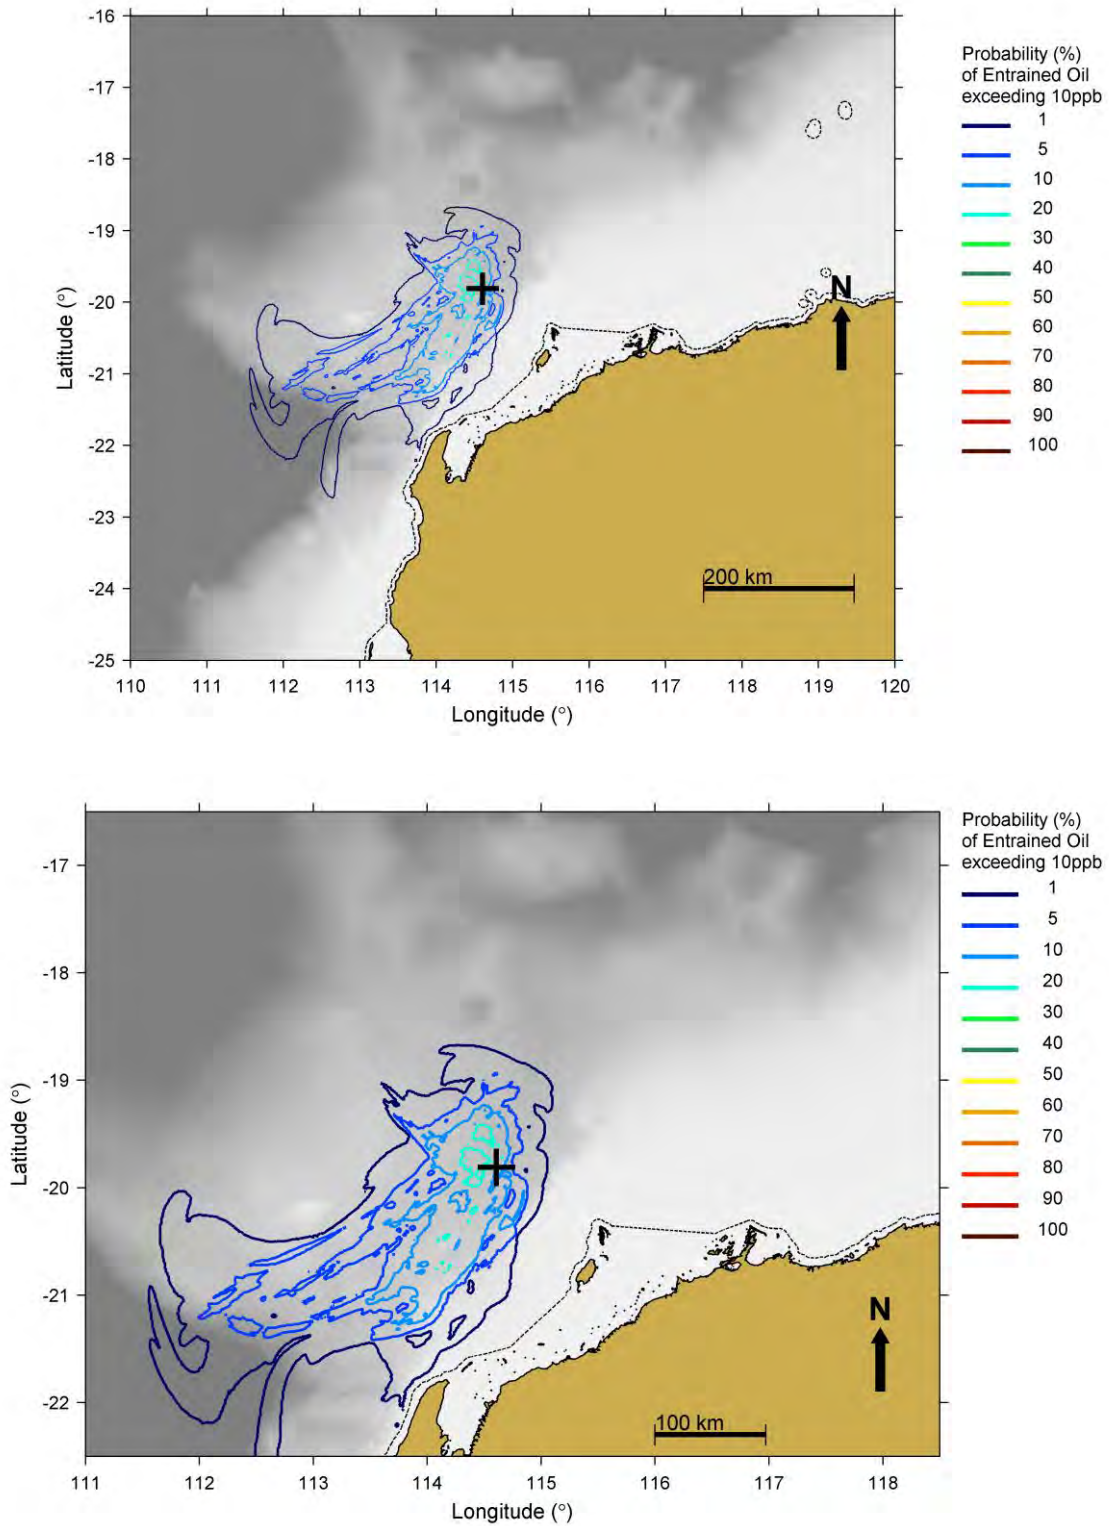 -16
-17
-18
-19
-20
-21
-22
-23
-24
-25
Latitude (°)
110 111 112 113 114 115 116 117 118 119 120
Longitude (°)
N
200 km
Probability (%)
of Entrained Oil
exceeding 10ppb
1
5
10
20
30
40
50
60
70
80
90
100
-17
-18
-19
-20
-21
-22
Latitude (°)
111 112 113 114 115 116 117 118
Longitude (°)
N
100 km
Probability (%)
of Entrained Oil
exceeding 10ppb
1
5
10
20
30
40
50
60
70
80
90
100